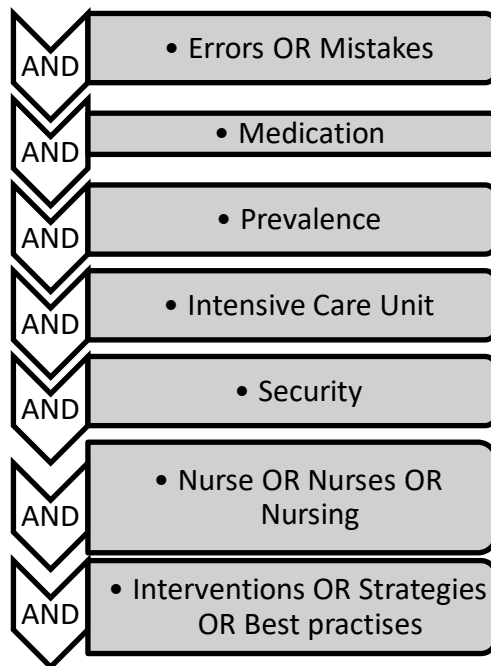 AND
• Errors OR Mistakes
AND
• Medication
AND
• Prevalence
AND
• Intensive Care Unit
AND
• Security
AND
• Nurse OR Nurses OR
Nursing
AND
• Interventions OR Strategies
OR Best practises